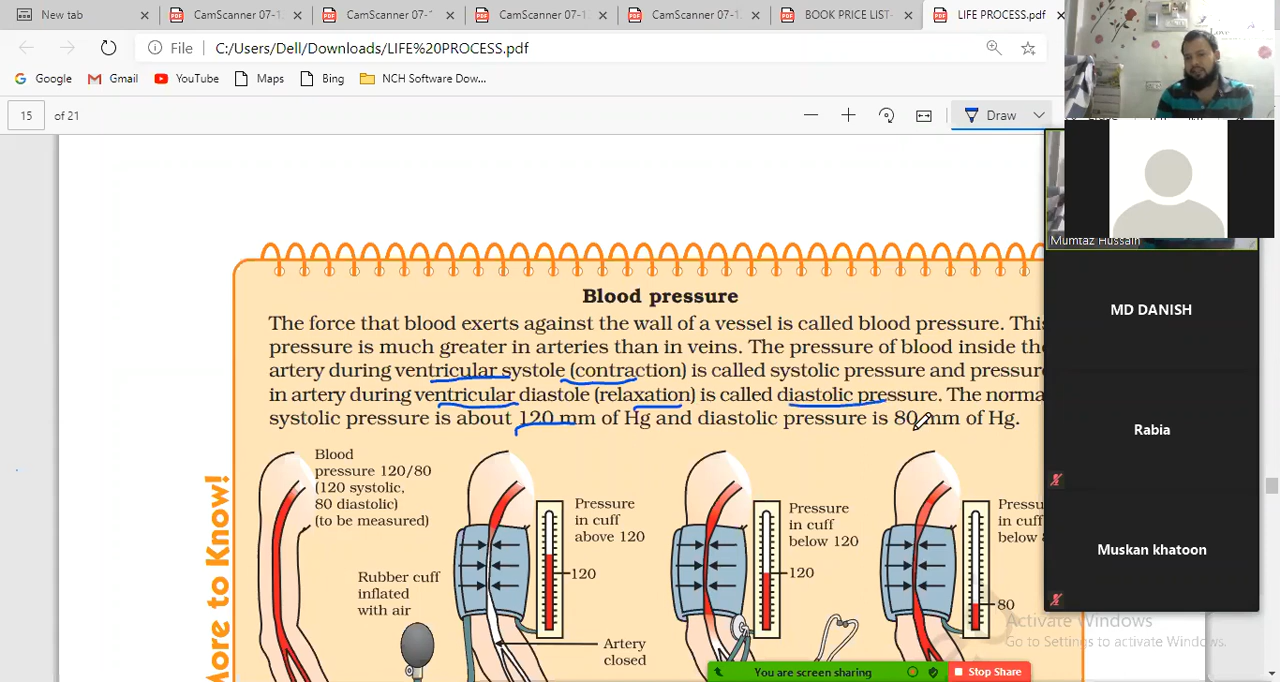 New tab
CamScanner 07-1
CamScanner 07-1
CamScanner 07-1
CamScanner 07-1
BOOK PRICE LIST-
LIFE PROCESS.pdf
File
C:/Users/Dell/Downloads/LIFE%20PROCESS.pdf
Google
Gmail
YouTube
Maps
Bing
NCH Software Dow...
15
of 21
Draw
Mumtaz Hussain
MD DANISH
Rabia
Muskan khatoon
Blood pressure
The force that blood exerts against the wall of a vessel is called blood pressure. This
pressure is much greater in arteries than in veins. The pressure of blood inside the
artery during ventricular systole (contraction) is called systolic pressure and pressure
in artery during ventricular diastole (relaxation) is called diastolic pressure. The norma
systolic pressure is about 120 mm of Hg and diastolic pressure is 80 mm of Hg.
More to Know!
Blood
pressure 120/80
(120 systolic,
80 diastolic)
(to be measured)
Rubber cuff
inflated
with air
Pressure
in cuff
above 120
120
Artery
closed
Pressure
in cuff
below 120
120
Pressu
in cuff
below 8
80
Activate Windows
Go to Settings to activate Windows.
You are screen sharing
Stop Share